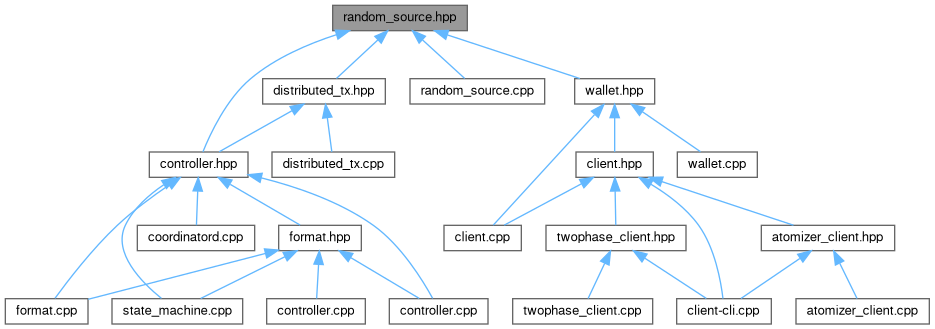 random_source.hpp
distributed_tx.hpp
random_source.cpp
wallet.hpp
controller.hpp
distributed_tx.cpp
client.hpp
wallet.cpp
coordinatord.cpp
format.hpp
client.cpp
twophase_client.hpp
atomizer_client.hpp
format.cpp
state_machine.cpp
controller.cpp
controller.cpp
twophase_client.cpp
client-cli.cpp
atomizer_client.cpp